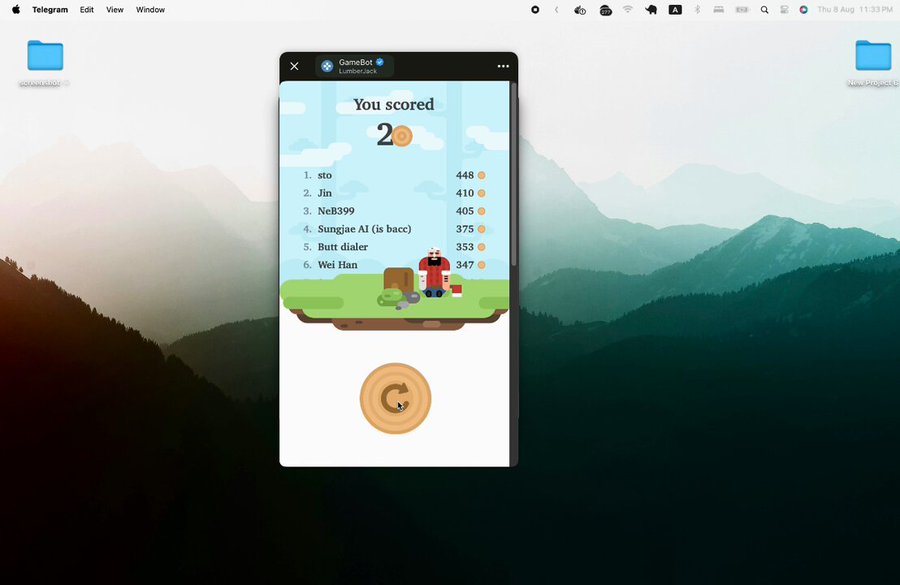 Telegram Edit View Window
277
A
Thu 8 Aug 11:33 PM
GameBot
LumberJack
You scored
2
1. sto 448
2. Jin 410
3. NeB399 405
4. Sungjae AI (is bacc) 375
5. Butt dialer 353
6. Wei Han 347
New Project